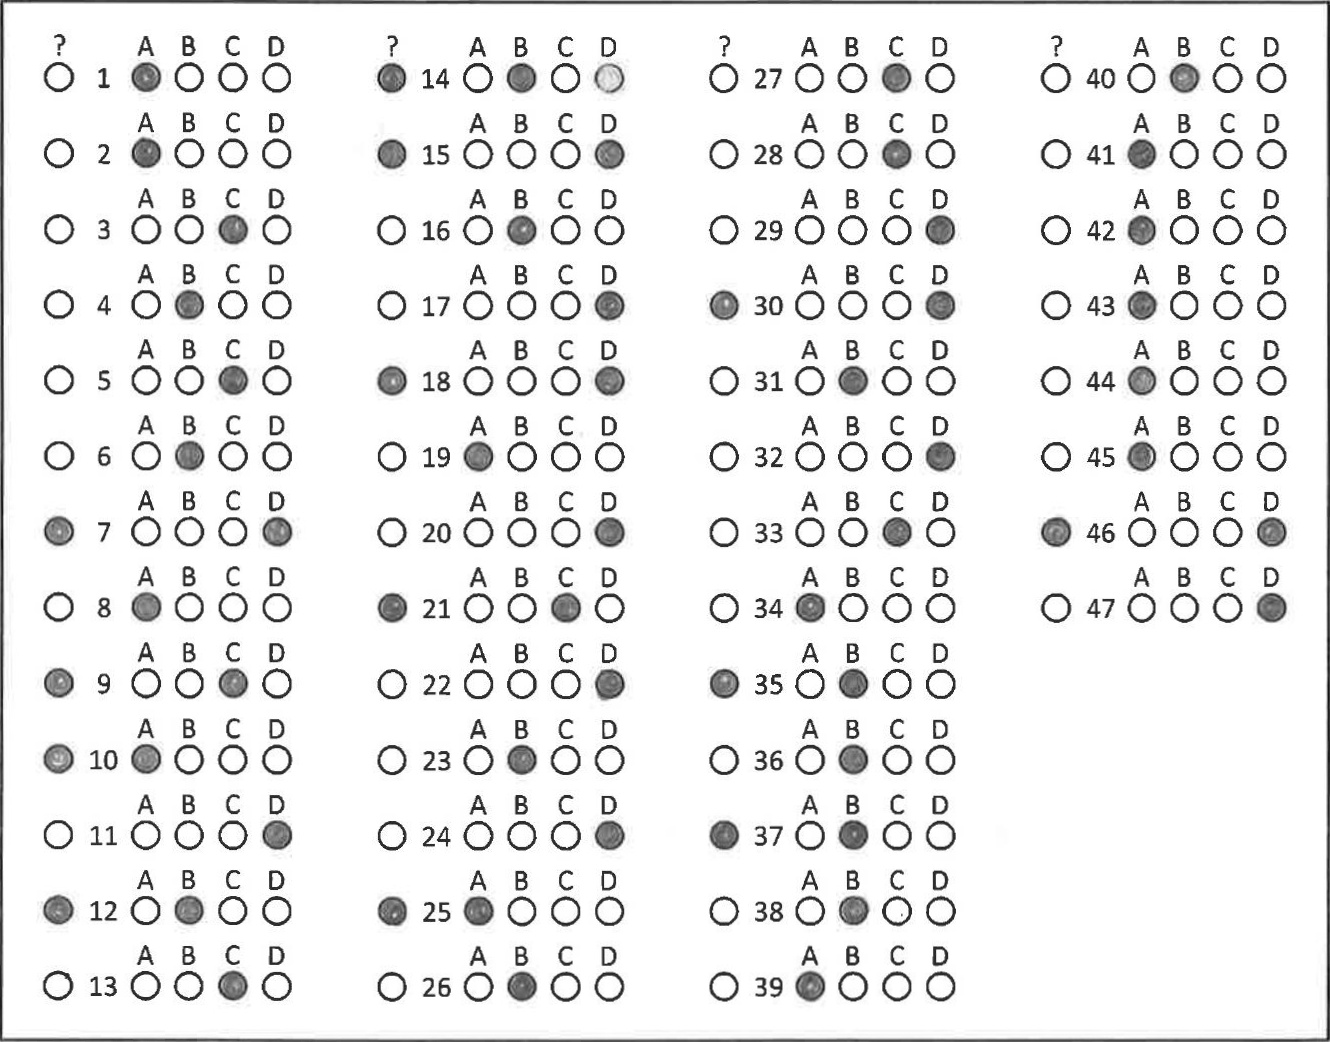 ? A B C D
1
A B C D
2
A B C D
3
A B C D
4
A B C D
5
A B C D
6
A B C D
7
A B C D
8
A B C D
9
A B C D
10
A B C D
11
A B C D
12
A B C D
13
? A B C D
14
A B C D
15
A B C D
16
A B C D
17
A B C D
18
A B C D
19
A B C D
20
A B C D
21
A B C D
22
A B C D
23
A B C D
24
A B C D
25
A B C D
26
? A B C D
27
A B C D
28
A B C D
29
A B C D
30
A B C D
31
A B C D
32
A B C D
33
A B C D
34
A B C D
35
A B C D
36
A B C D
37
A B C D
38
A B C D
39
? A B C D
40
A B C D
41
A B C D
42
A B C D
43
A B C D
44
A B C D
45
A B C D
46
A B C D
47